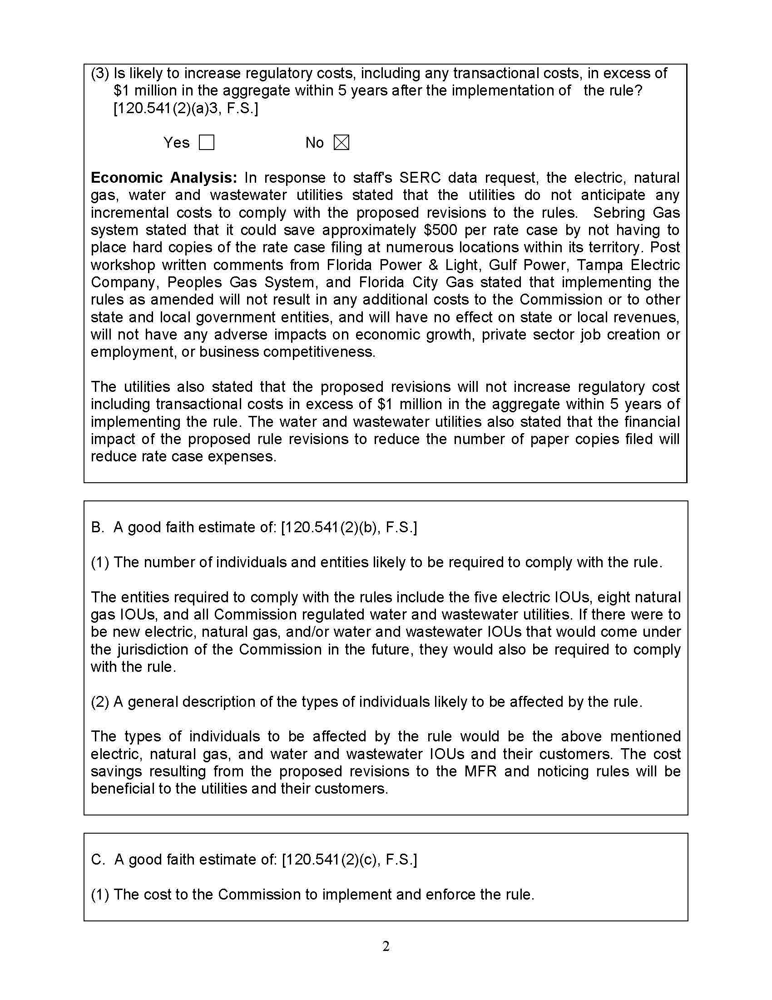 (3) Is likely to increase regulatory costs, including any transactional costs, in excess of
$1 million in the aggregate within 5 years after the implementation of   the rule?
[120.541(2)(a)3, F.S.]
Yes ☐ No ☒
Economic Analysis: In response to staff's SERC data request, the electric, natural
gas, water and wastewater utilities stated that the utilities do not anticipate any
incremental costs to comply with the proposed revisions to the rules.  Sebring Gas
system stated that it could save approximately $500 per rate case by not having to
place hard copies of the rate case filing at numerous locations within its territory. Post
workshop written comments from Florida Power & Light, Gulf Power, Tampa Electric
Company, Peoples Gas System, and Florida City Gas stated that implementing the
rules as amended will not result in any additional costs to the Commission or to other
state and local government entities, and will have no effect on state or local revenues,
will not have any adverse impacts on economic growth, private sector job creation or
employment, or business competitiveness.
The utilities also stated that the proposed revisions will not increase regulatory cost
including transactional costs in excess of $1 million in the aggregate within 5 years of
implementing the rule. The water and wastewater utilities also stated that the financial
impact of the proposed rule revisions to reduce the number of paper copies filed will
reduce rate case expenses.
B.  A good faith estimate of: [120.541(2)(b), F.S.]
(1) The number of individuals and entities likely to be required to comply with the rule.
The entities required to comply with the rules include the five electric IOUs, eight natural
gas IOUs, and all Commission regulated water and wastewater utilities. If there were to
be new electric, natural gas, and/or water and wastewater IOUs that would come under
the jurisdiction of the Commission in the future, they would also be required to comply
with the rule.
(2) A general description of the types of individuals likely to be affected by the rule.
The types of individuals to be affected by the rule would be the above mentioned
electric, natural gas, and water and wastewater IOUs and their customers. The cost
savings resulting from the proposed revisions to the MFR and noticing rules will be
beneficial to the utilities and their customers.
C.  A good faith estimate of: [120.541(2)(c), F.S.]
(1) The cost to the Commission to implement and enforce the rule.
2